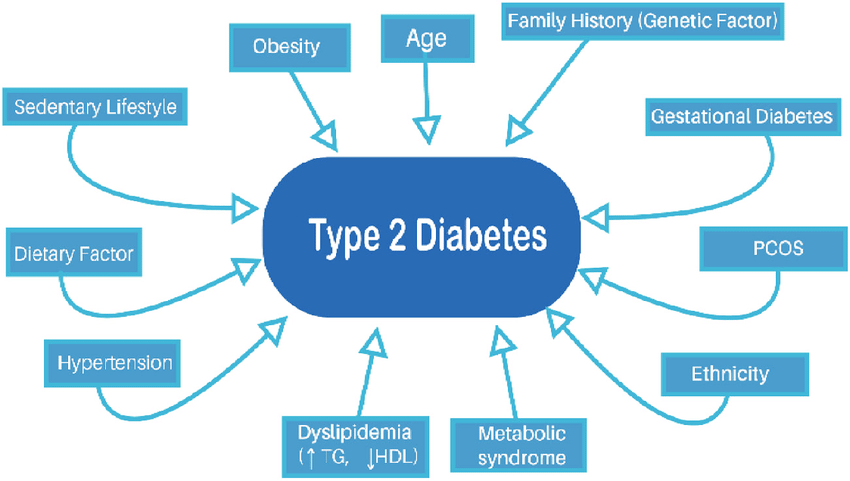 Family History (Genetic Factor)
Age
Obesity
Sedentary Lifestyle
Gestational Diabetes
Type 2 Diabetes
Dietary Factor
PCOS
Hypertension
Ethnicity
Dyslipidemia
(↑ TG, ↓HDL)
Metabolic
syndrome